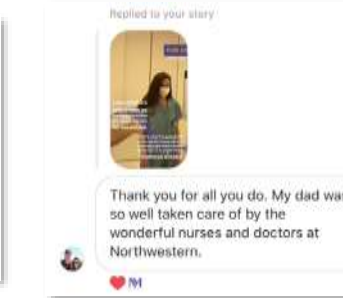 Replied to your story
Thank you for all you do. My dad was
so well taken care of by the
wonderful nurses and doctors at
Northwestern.